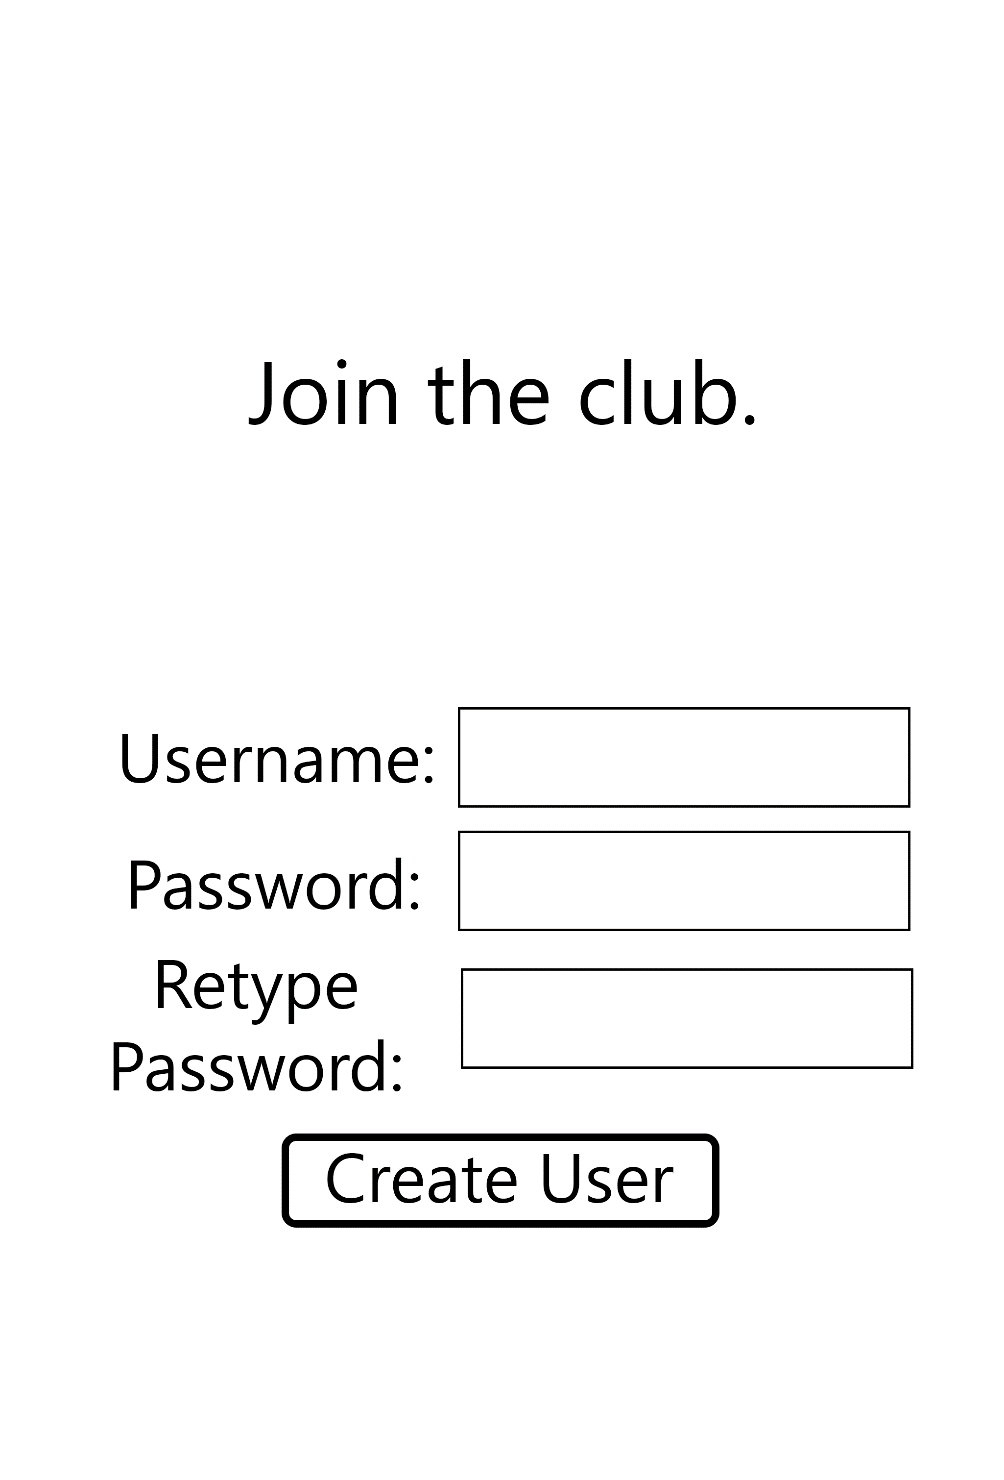 Join the club.
Username:
Password:
Retype
Password:
Create User